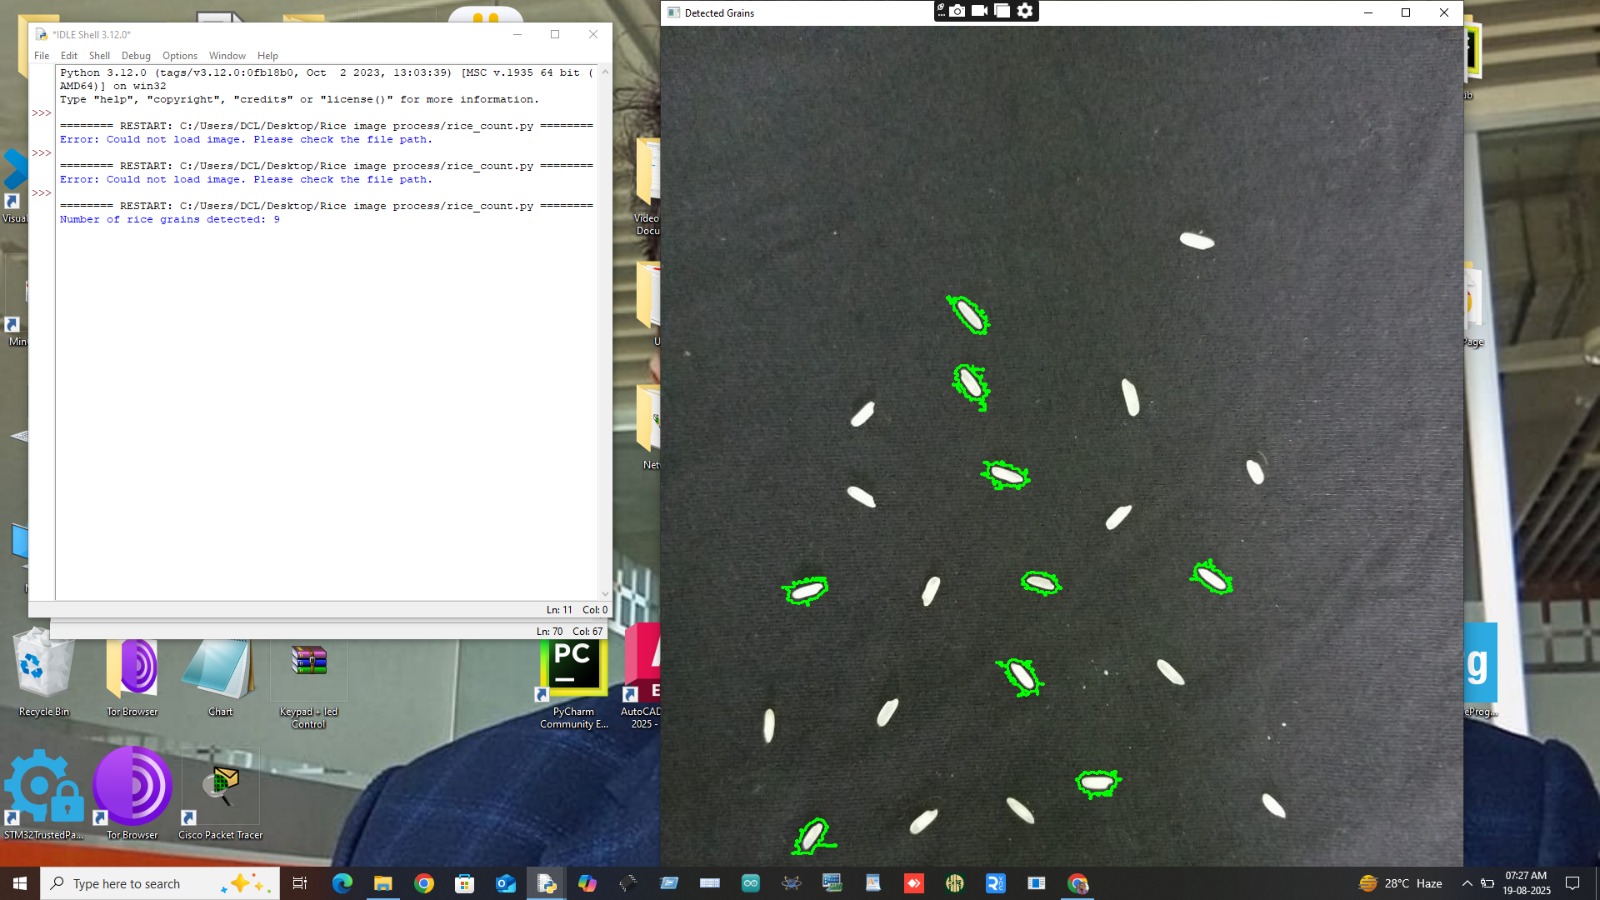 *IDLE Shell 3.12.0*
File Edit Shell Debug Options Window Help
Python 3.12.0 (tags/v3.12.0:0fb18b0, Oct  2 2023, 13:03:39) [MSC v.1935 64 bit (
AMD64)] on win32
Type "help", "copyright", "credits" or "license()" for more information.
>>>
======== RESTART: C:/Users/DCL/Desktop/Rice image process/rice_count.py ========
Error: Could not load image. Please check the file path.
>>>
======== RESTART: C:/Users/DCL/Desktop/Rice image process/rice_count.py ========
Error: Could not load image. Please check the file path.
>>>
======== RESTART: C:/Users/DCL/Desktop/Rice image process/rice_count.py ========
Number of rice grains detected: 9
Ln: 11 Col: 0
Ln: 70 Col: 67
Detected Grains
Visual
Video
Docu
Net
Page
PC
Recycle Bin
Tor Browser
Chart
Keypad + led
Control
PyCharm
Community E...
AutoCAD
2025 -
eProg...
STM32TrustedPa...
Tor Browser
Cisco Packet Tracer
Type here to search
28°C Haze
07:27 AM
19-08-2025